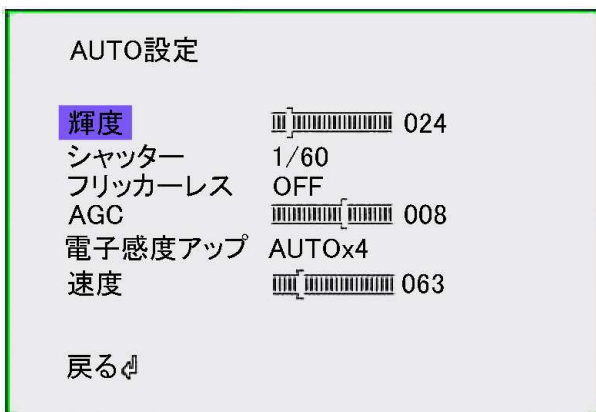 AUTO設定
輝度 024
シャッター 1/60
フリッカーレス OFF
AGC 008
電子感度アップ AUTOx4
速度 063
戻る